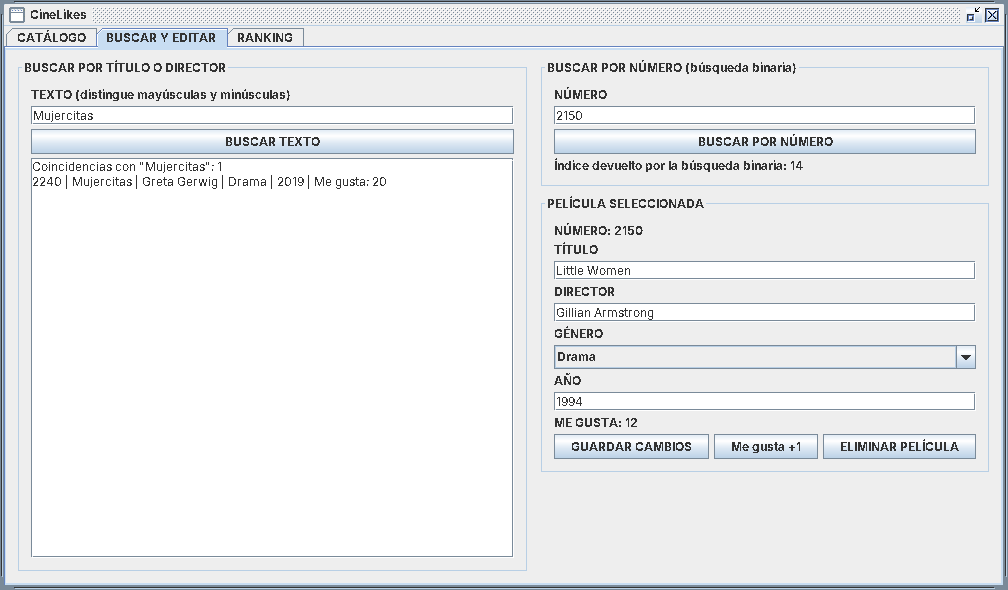 CineLikes
CATÁLOGO BUSCAR Y EDITAR RANKING
BUSCAR POR TÍTULO O DIRECTOR
TEXTO (distingue mayúsculas y minúsculas)
Mujercitas
BUSCAR TEXTO
Coincidencias con "Mujercitas": 1
2240 | Mujercitas | Greta Gerwig | Drama | 2019 | Me gusta: 20
BUSCAR POR NÚMERO (búsqueda binaria)
NÚMERO
2150
BUSCAR POR NÚMERO
Índice devuelto por la búsqueda binaria: 14
PELÍCULA SELECCIONADA
NÚMERO: 2150
TÍTULO
Little Women
DIRECTOR
Gillian Armstrong
GÉNERO
Drama
AÑO
1994
ME GUSTA: 12
GUARDAR CAMBIOS Me gusta +1 ELIMINAR PELÍCULA